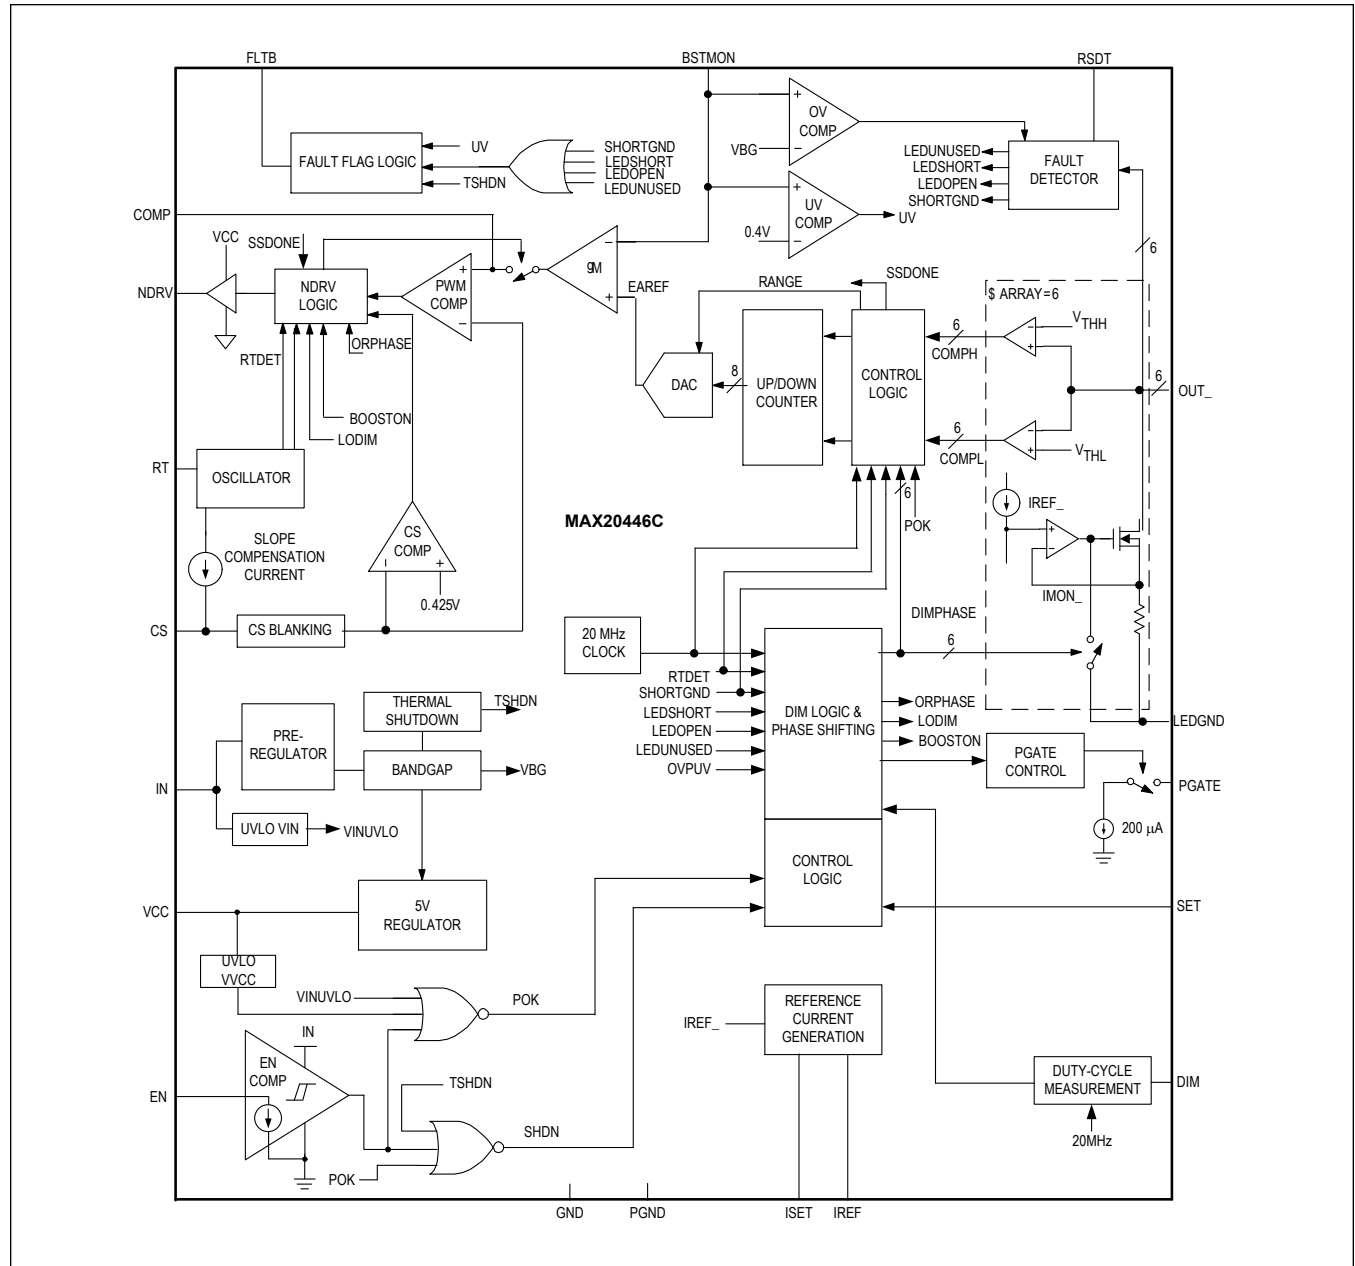 FLTB
BSTMON
RSDT
FAULT FLAG LOGIC
UV
TSHDN
SHORTGND
LEDSHORT
LEDOPEN
LEDUNUSED
+
OV
COMP
VBG
−
+
UV
COMP
0.4V
−
UV
LEDUNUSED
LEDSHORT
LEDOPEN
SHORTGND
FAULT
DETECTOR
6
COMP
VCC
SSDONE
NDRV
NDRV
LOGIC
+
PWM
COMP
−
−
gM
+
EAREF
RTDET
ORPHASE
BOOSTON
LODIM
RANGE
SSDONE
DAC
8
UP/DOWN
COUNTER
CONTROL
LOGIC
6
COMPH
6
COMPL
6
POK
$ ARRAY=6
−
+
VTHH
6
OUT_
−
+
VTHL
IREF_
+
−
IMON_
RT
OSCILLATOR
SLOPE
COMPENSATION
CURRENT
CS
COMP
−
+
0.425V
MAX20446C
CS
CS BLANKING
20 MHz
CLOCK
DIMPHASE
6
RTDET
SHORTGND
LEDSHORT
LEDOPEN
LEDUNUSED
OVPUV
DIM LOGIC &
PHASE SHIFTING
ORPHASE
LODIM
BOOSTON
LEDGND
PGATE
CONTROL
PGATE
200 µA
THERMAL
SHUTDOWN
TSHDN
PRE-
REGULATOR
BANDGAP
VBG
IN
UVLO VIN
VINUVLO
CONTROL
LOGIC
VCC
5V
REGULATOR
SET
UVLO
VVCC
VINUVLO
POK
REFERENCE
CURRENT
GENERATION
IREF_
IN
EN
COMP
EN
TSHDN
SHDN
POK
DUTY-CYCLE
MEASUREMENT
DIM
20MHz
GND
PGND
ISET
IREF